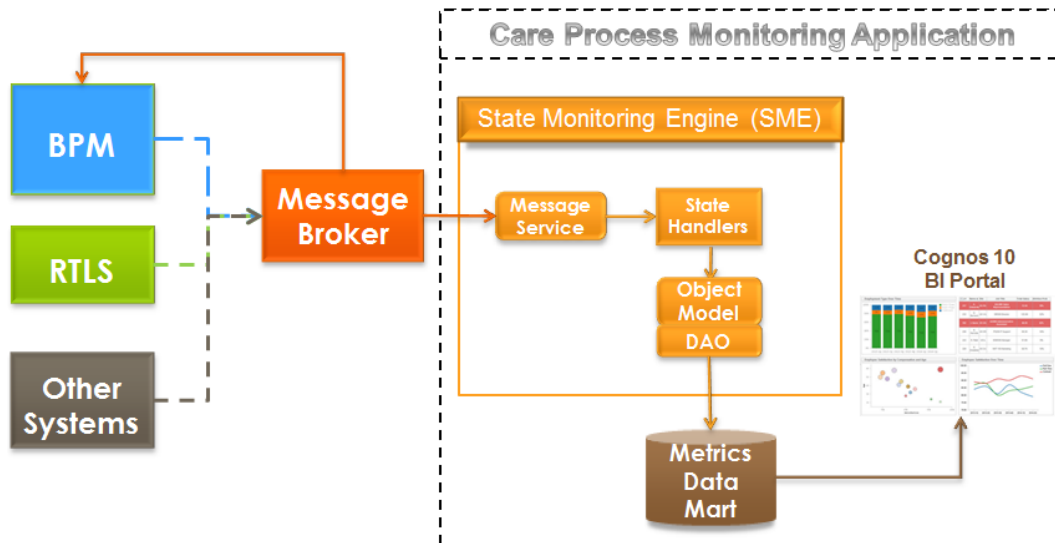 Care Process Monitoring Application
BPM
RTLS
Other
Systems
Message
Broker
State Monitoring Engine (SME)
Message
Service
State
Handlers
Object
Model
DAO
Metrics
Data
Mart
Cognos 10
BI Portal